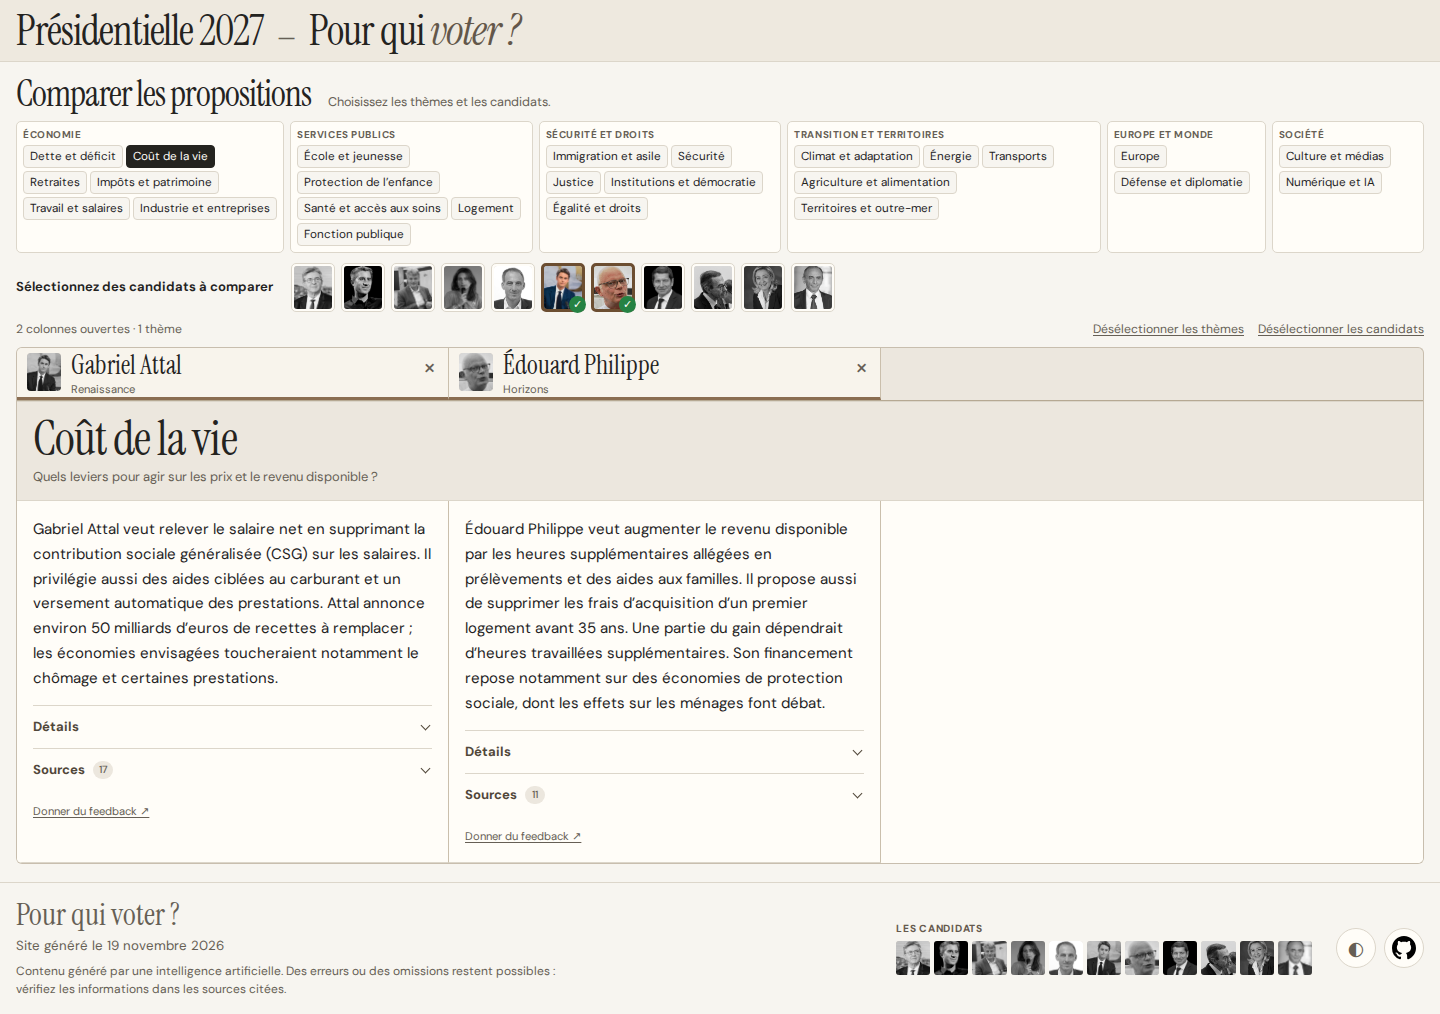 Présidentielle 2027 – Pour qui voter ?
Comparer les propositions
Choisissez les thèmes et les candidats.
ÉCONOMIE
Dette et déficit
Coût de la vie
Retraites
Impôts et patrimoine
Travail et salaires
Industrie et entreprises
SERVICES PUBLICS
École et jeunesse
Protection de l’enfance
Santé et accès aux soins
Logement
Fonction publique
SÉCURITÉ ET DROITS
Immigration et asile
Sécurité
Justice
Institutions et démocratie
Égalité et droits
TRANSITION ET TERRITOIRES
Climat et adaptation
Énergie
Transports
Agriculture et alimentation
Territoires et outre-mer
EUROPE ET MONDE
Europe
Défense et diplomatie
SOCIÉTÉ
Culture et médias
Numérique et IA
Sélectionnez des candidats à comparer
2 colonnes ouvertes · 1 thème
Désélectionner les thèmes
Désélectionner les candidats
Gabriel Attal
Renaissance
Édouard Philippe
Horizons
Coût de la vie
Quels leviers pour agir sur les prix et le revenu disponible ?
Gabriel Attal veut relever le salaire net en supprimant la
contribution sociale généralisée (CSG) sur les salaires. Il
privilégie aussi des aides ciblées au carburant et un
versement automatique des prestations. Attal annonce
environ 50 milliards d’euros de recettes à remplacer ;
les économies envisagées toucheraient notamment le
chômage et certaines prestations.
Détails
Sources 17
Donner du feedback ↗
Édouard Philippe veut augmenter le revenu disponible
par les heures supplémentaires allégées en
prélèvements et des aides aux familles. Il propose aussi
de supprimer les frais d’acquisition d’un premier
logement avant 35 ans. Une partie du gain dépendrait
d’heures travaillées supplémentaires. Son financement
repose notamment sur des économies de protection
sociale, dont les effets sur les ménages font débat.
Détails
Sources 11
Donner du feedback ↗
Pour qui voter ?
Site généré le 19 novembre 2026
Contenu généré par une intelligence artificielle. Des erreurs ou des omissions restent possibles :
vérifiez les informations dans les sources citées.
LES CANDIDATS